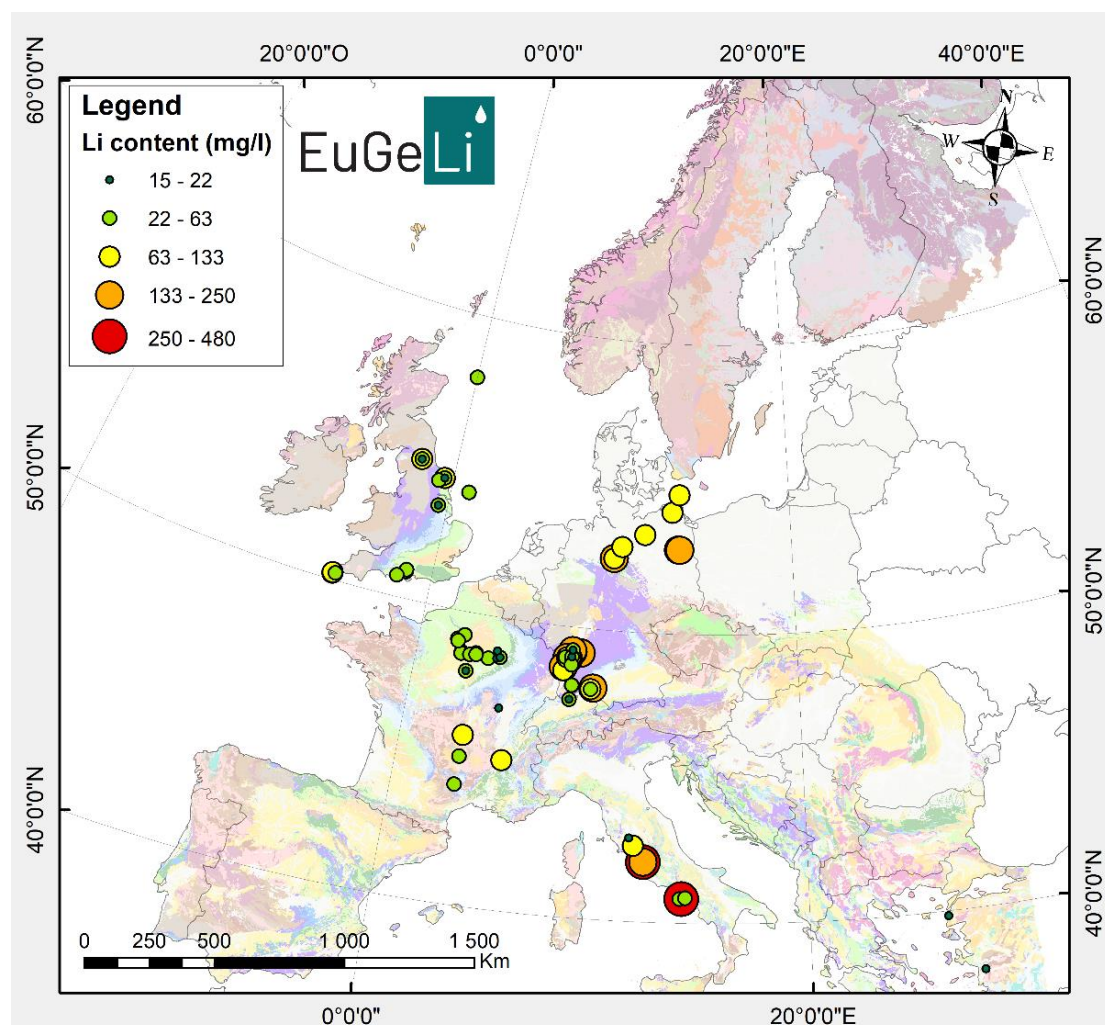 20°0'0"O 0°0'0" 20°0'0"E 40°0'0"E
60°0'0"N
Legend
Li content (mg/l)
15 - 22
22 - 63
63 - 133
133 - 250
250 - 480
EuGeLi
N
W E
S
60°0'0"N
50°0'0"N
50°0'0"N
40°0'0"N
40°0'0"N
0 250 500 1 000 1 500
Km
0°0'0" 20°0'0"E